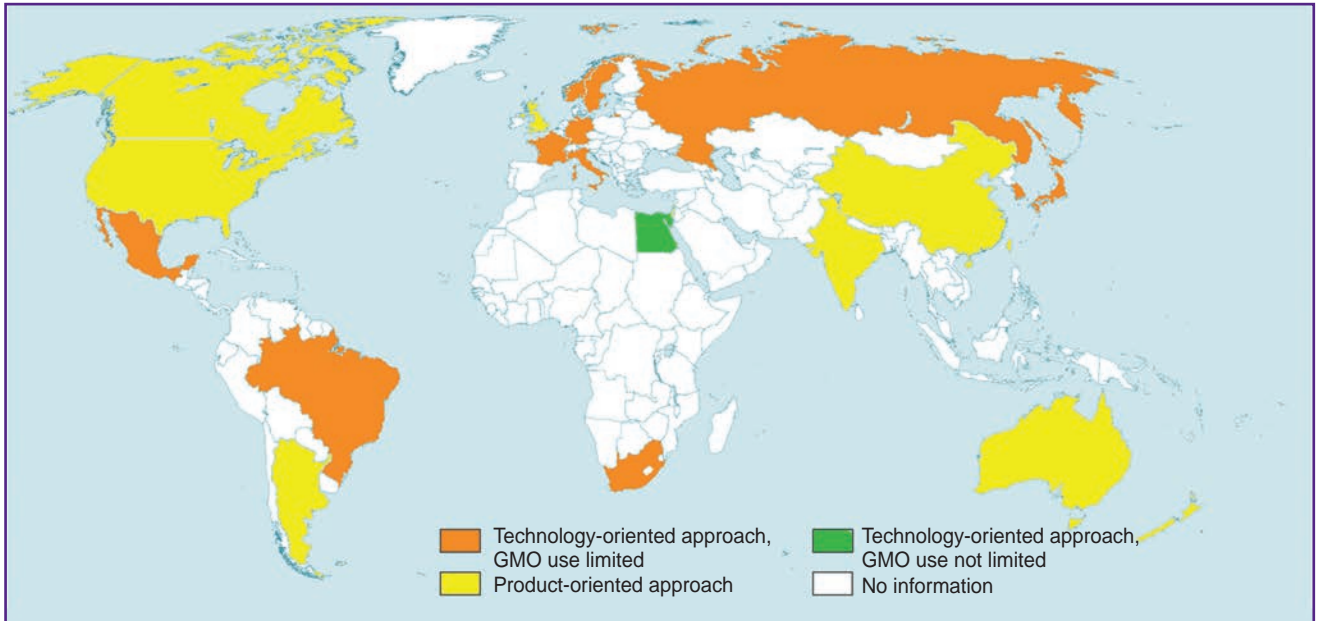 Technology-oriented approach,
GMO use limited
Product-oriented approach
Technology-oriented approach,
GMO use not limited
No information